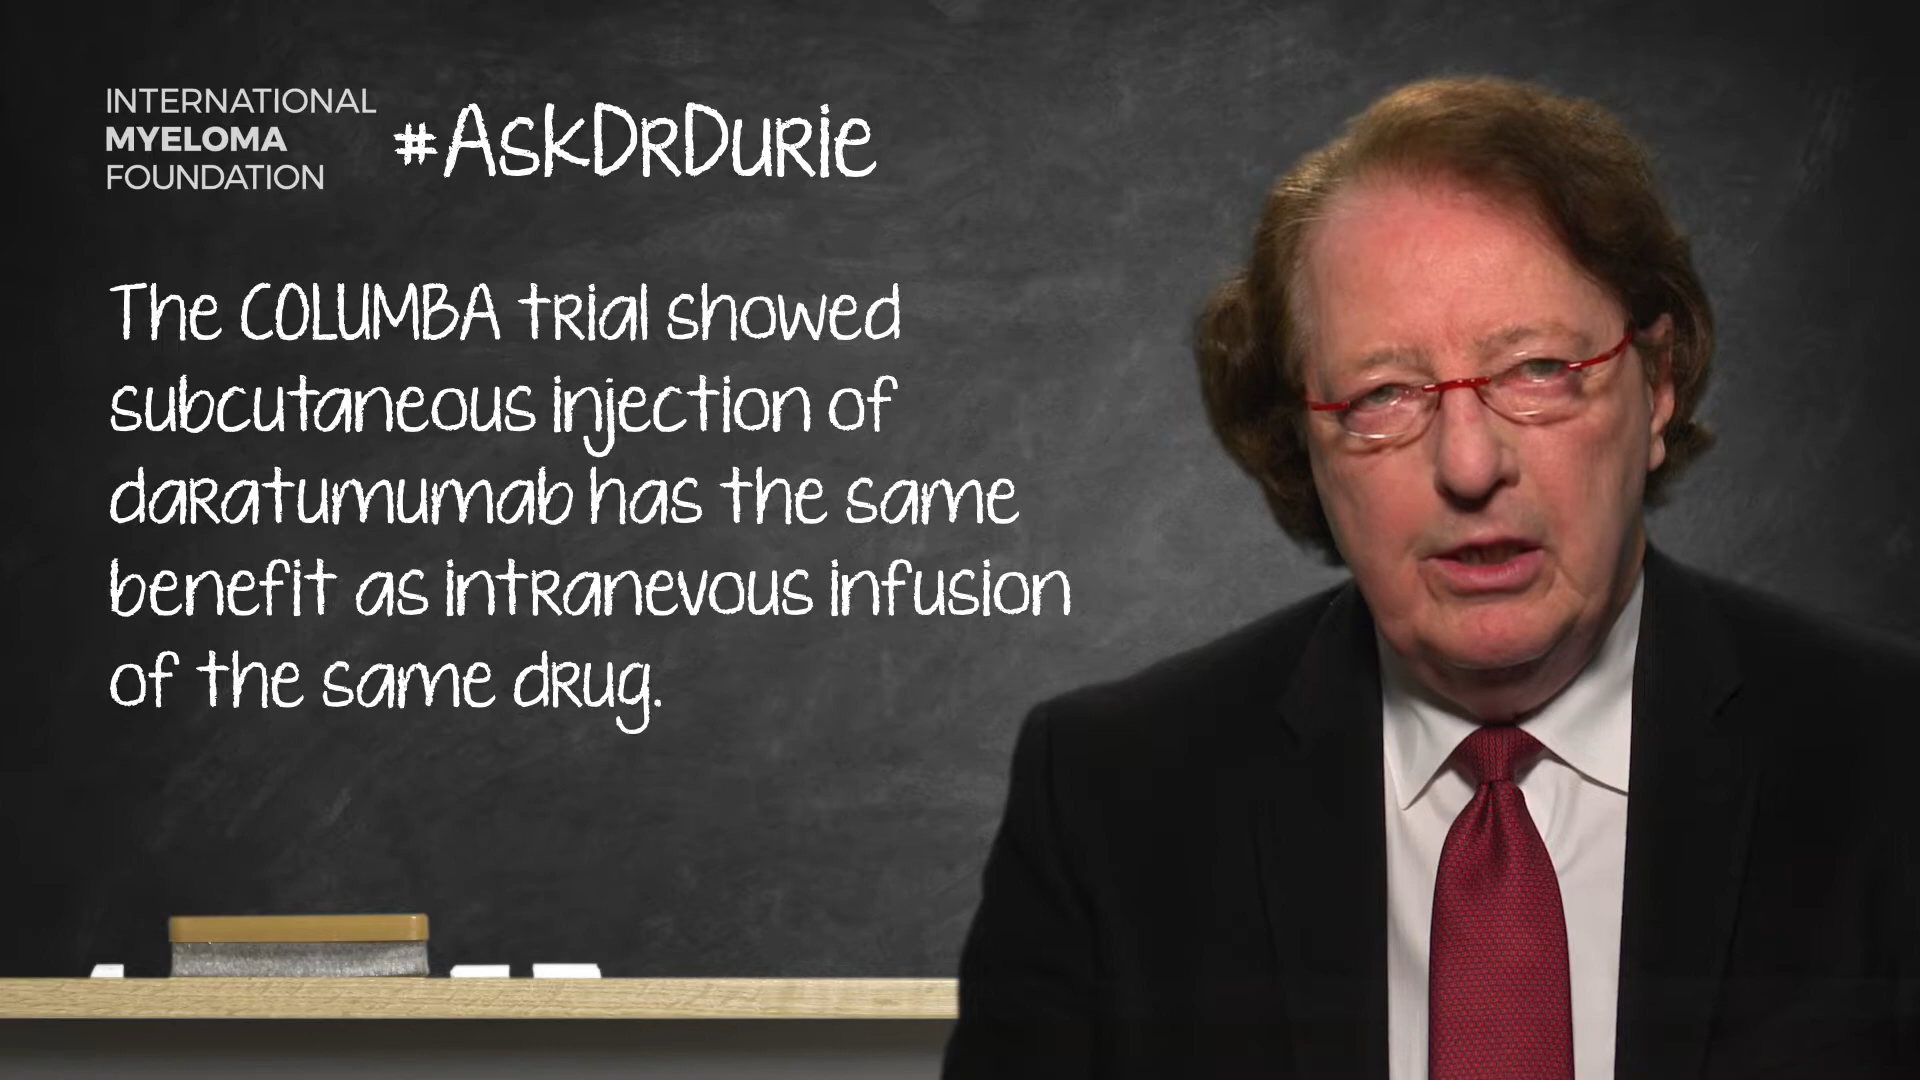 INTERNATIONAL
MYELOMA
FOUNDATION
#AskDrDurie
The COLUMBA trial showed
subcutaneous injection of
daratumumab has the same
benefit as intranevous infusion
of the same drug.